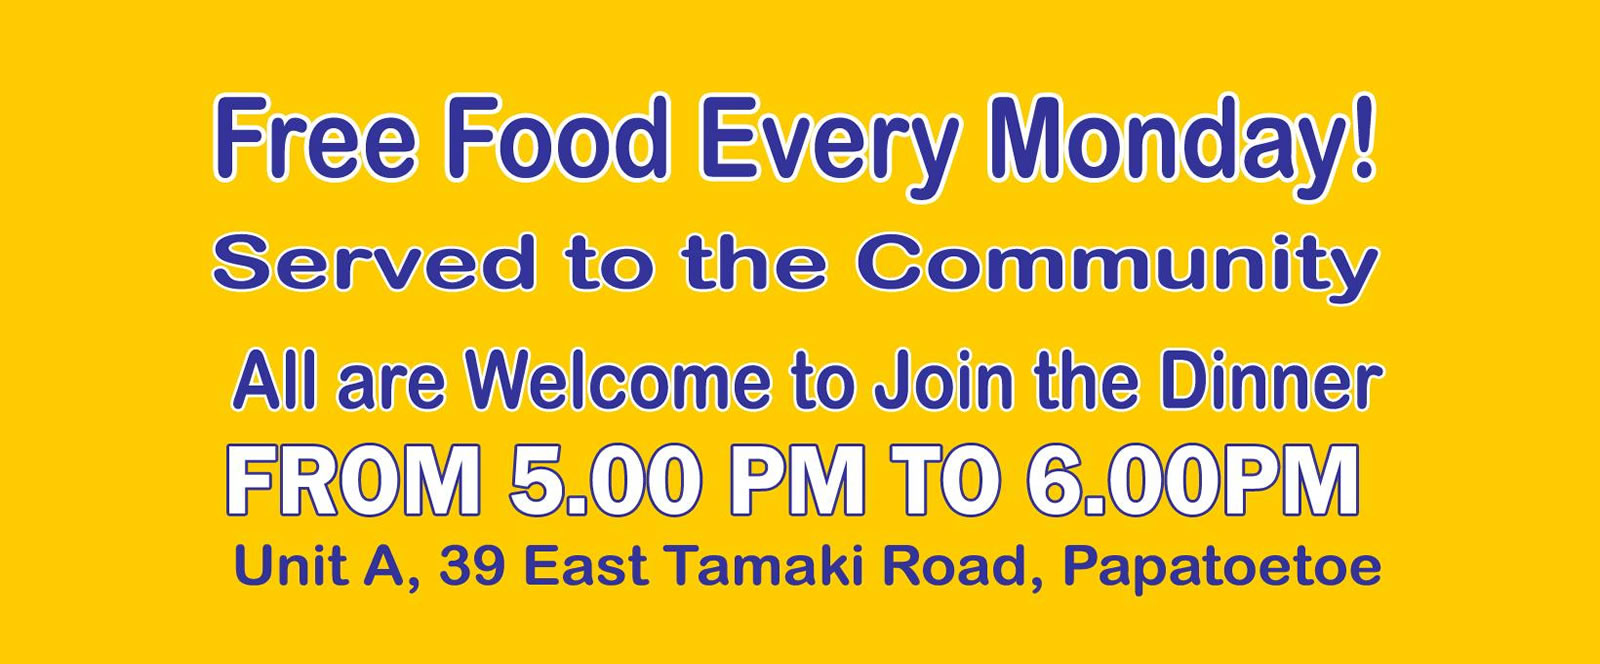 Free Food Every Monday!
Served to the Community
All are Welcome to Join the Dinner
FROM 5.00 PM TO 6.00PM
Unit A, 39 East Tamaki Road, Papatoetoe